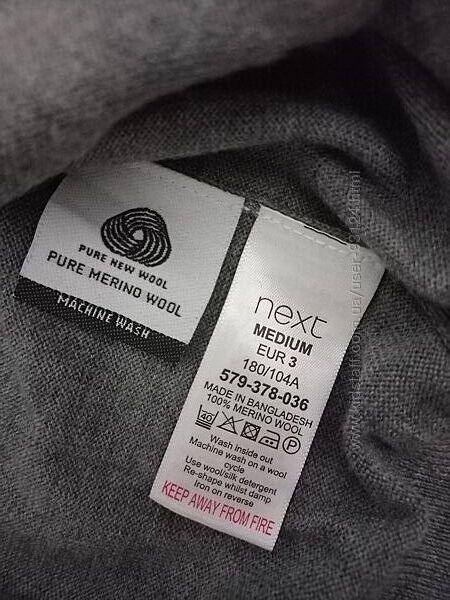 PURE NEW WOOL
PURE MERINO WOOL
MACHINE WASH
next
MEDIUM
EUR 3
180/104A
579-378-036
MADE IN BANGLADESH
100% MERINO WOOL
40
P
Wash inside out
Machine wash on a wool
cycle
Use wool/silk detergent
Re-shape whilst damp
Iron on reverse
KEEP AWAY FROM FIRE